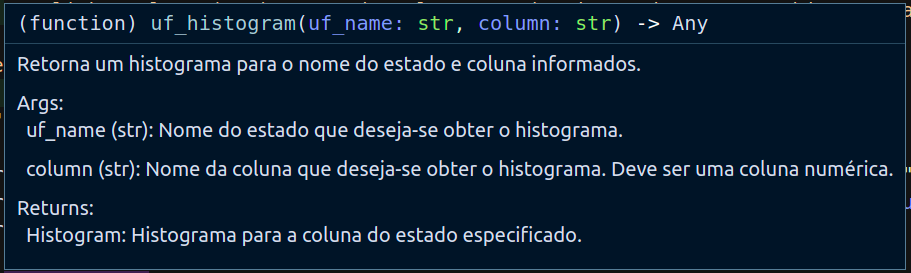 (function) uf_histogram(uf_name: str, column: str) -> Any
Retorna um histograma para o nome do estado e coluna informados.
Args:
uf_name (str): Nome do estado que deseja-se obter o histograma.
column (str): Nome da coluna que deseja-se obter o histograma. Deve ser uma coluna numérica.
Returns:
Histogram: Histograma para a coluna do estado especificado.